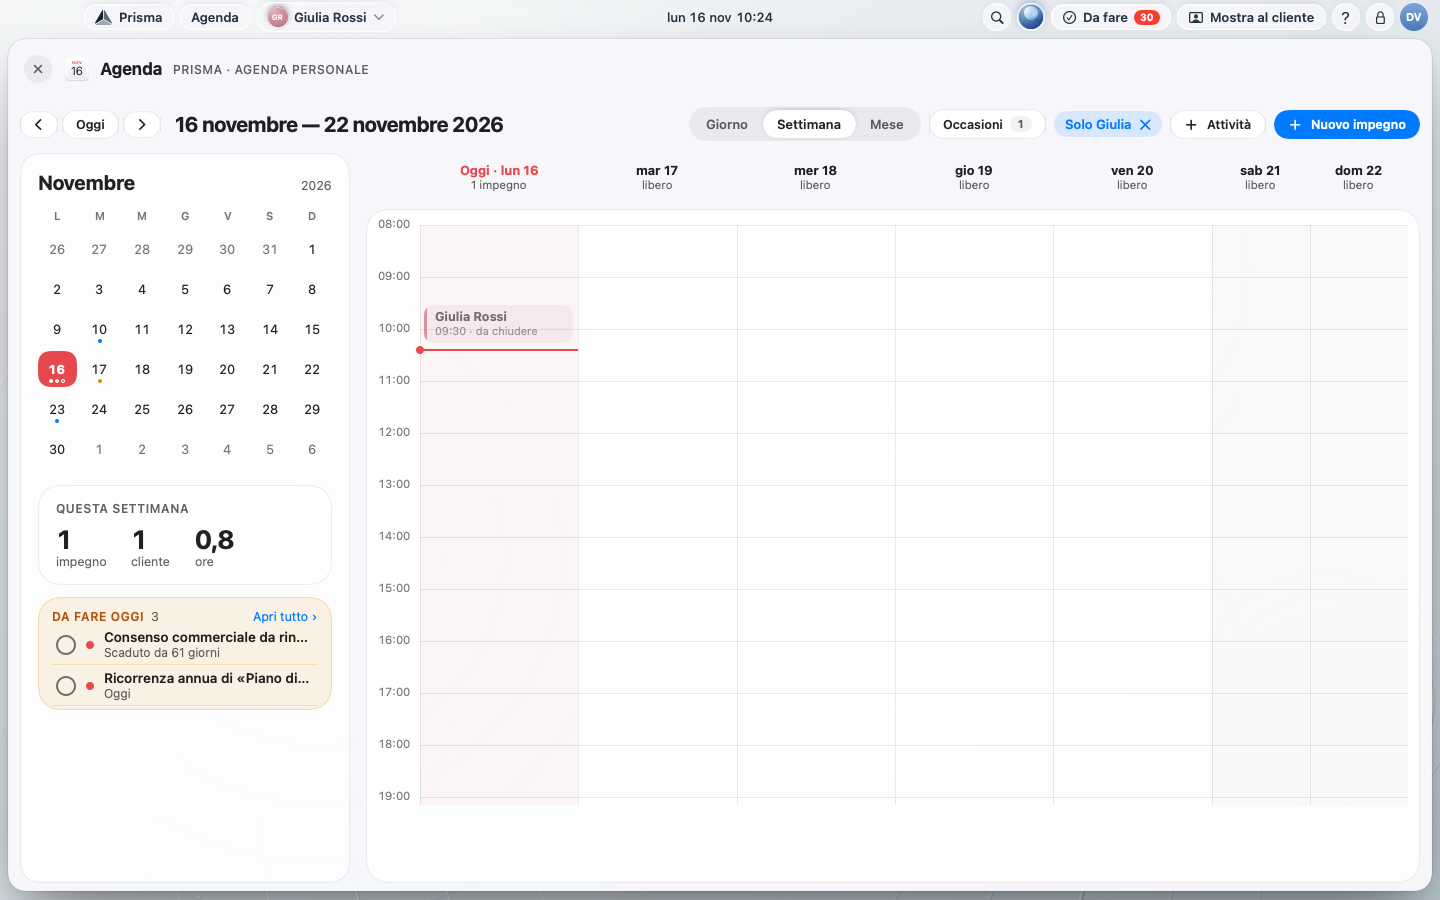 Prisma
Agenda
GR Giulia Rossi
lun 16 nov 10:24
Da fare 30
Mostra al cliente
?
DV
NOV 16
Agenda PRISMA · AGENDA PERSONALE
Oggi
16 novembre — 22 novembre 2026
Giorno Settimana Mese
Occasioni 1
Solo Giulia
+ Attività
+ Nuovo impegno
Novembre 2026
L M M G V S D
26 27 28 29 30 31 1
2 3 4 5 6 7 8
9 10 11 12 13 14 15
16 17 18 19 20 21 22
23 24 25 26 27 28 29
30 1 2 3 4 5 6
QUESTA SETTIMANA
1 1 0,8
impegno cliente ore
DA FARE OGGI 3 Apri tutto ›
Consenso commerciale da rin...
Scaduto da 61 giorni
Ricorrenza annua di «Piano di...
Oggi
Oggi · lun 16 mar 17 mer 18 gio 19 ven 20 sab 21 dom 22
1 impegno libero libero libero libero libero libero
08:00
09:00
Giulia Rossi
09:30 · da chiudere
10:00
11:00
12:00
13:00
14:00
15:00
16:00
17:00
18:00
19:00